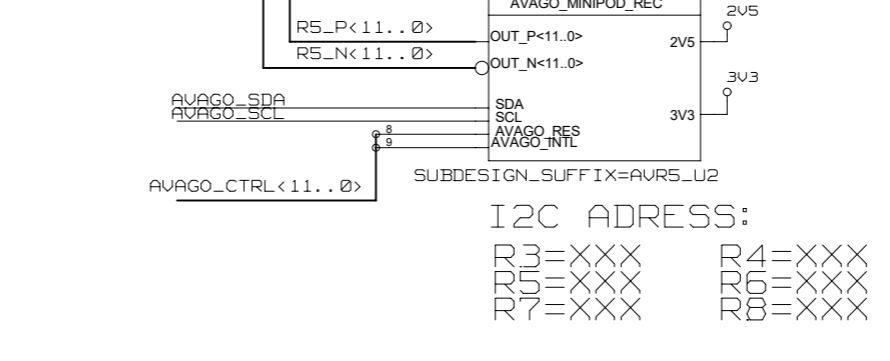 AVAGO_MINIPOD_REC
2V5
R5_P<11..0>
OUT_P<11..0>
2V5
R5_N<11..0>
OUT_N<11..0>
3V3
AVAGO_SDA
SDA
AVAGO_SCL
SCL
3V3
8
AVAGO_RES
9
AVAGO_INTL
AVAGO_CTRL<11..0>
SUBDESIGN_SUFFIX=AVR5_U2
I2C ADRESS:
R3=XXX R4=XXX
R5=XXX R6=XXX
R7=XXX R8=XXX